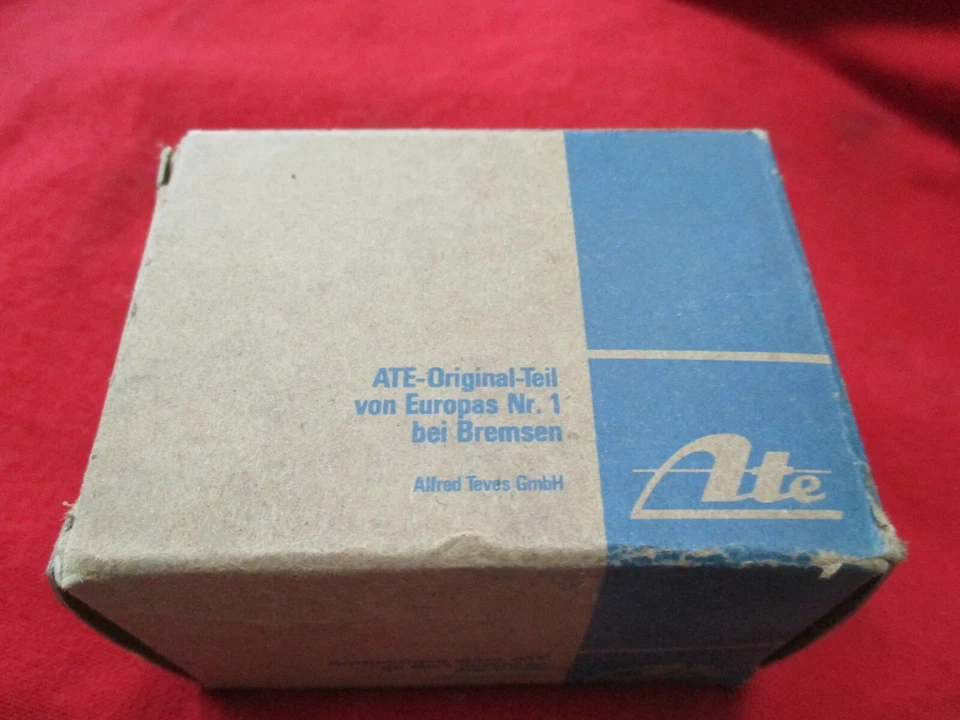 ATE-Original-Teil
von Europas Nr. 1
bei Bremsen
Alfred Teves GmbH
Ate